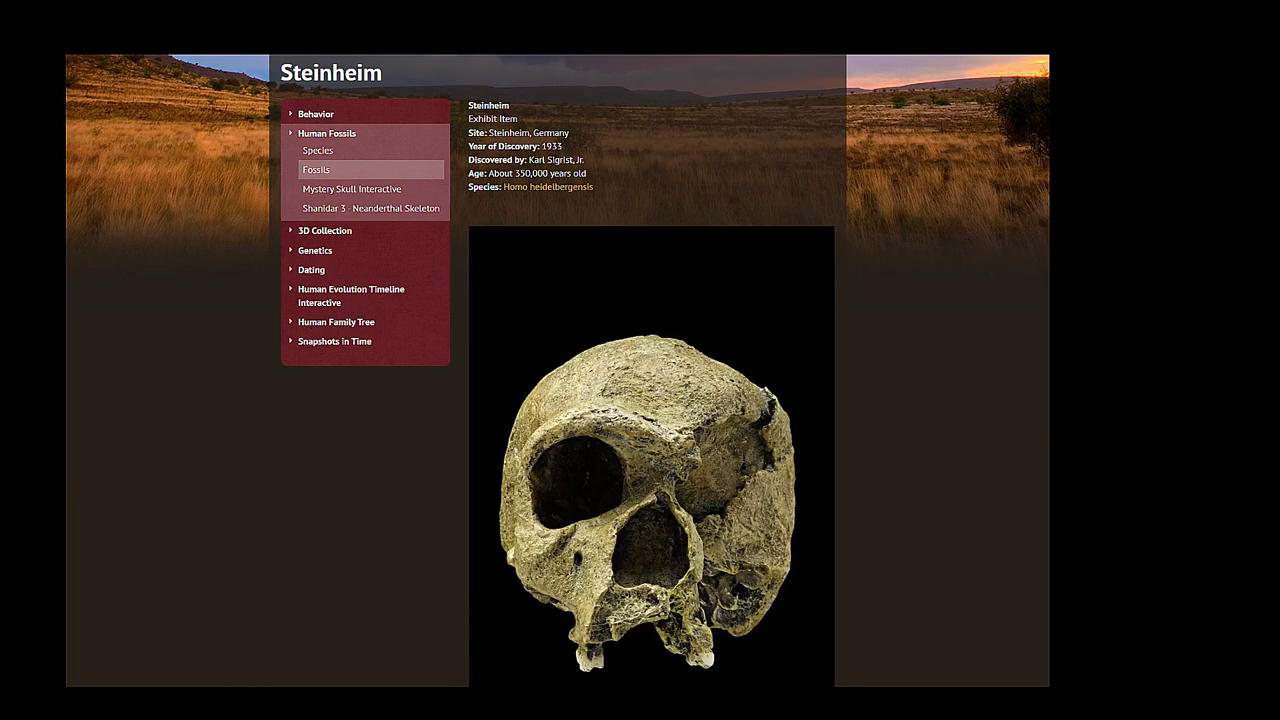 Steinheim
Behavior
Human Fossils
Species
Fossils
Mystery Skull Interactive
Shanidar 3 - Neanderthal Skeleton
3D Collection
Genetics
Dating
Human Evolution Timeline
Interactive
Human Family Tree
Snapshots in Time
Steinheim
Exhibit Item
Site: Steinheim, Germany
Year of Discovery: 1933
Discovered by: Karl Sigrist, Jr.
Age: About 350,000 years old
Species: Homo heidelbergensis